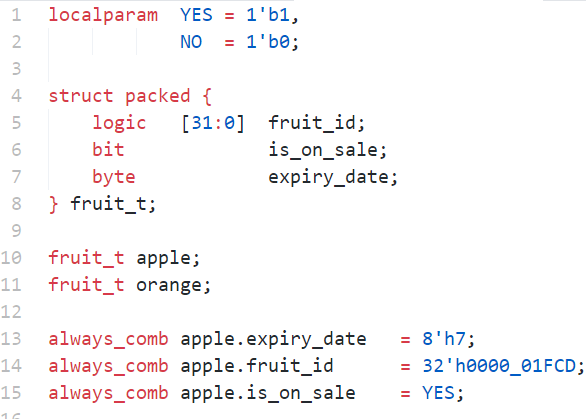 1 localparam YES = 1'b1,
2 NO = 1'b0;
3
4 struct packed {
5 logic [31:0] fruit_id;
6 bit is_on_sale;
7 byte expiry_date;
8 } fruit_t;
9
10 fruit_t apple;
11 fruit_t orange;
12
13 always_comb apple.expiry_date = 8'h7;
14 always_comb apple.fruit_id = 32'h0000_01FCD;
15 always_comb apple.is_on_sale = YES;